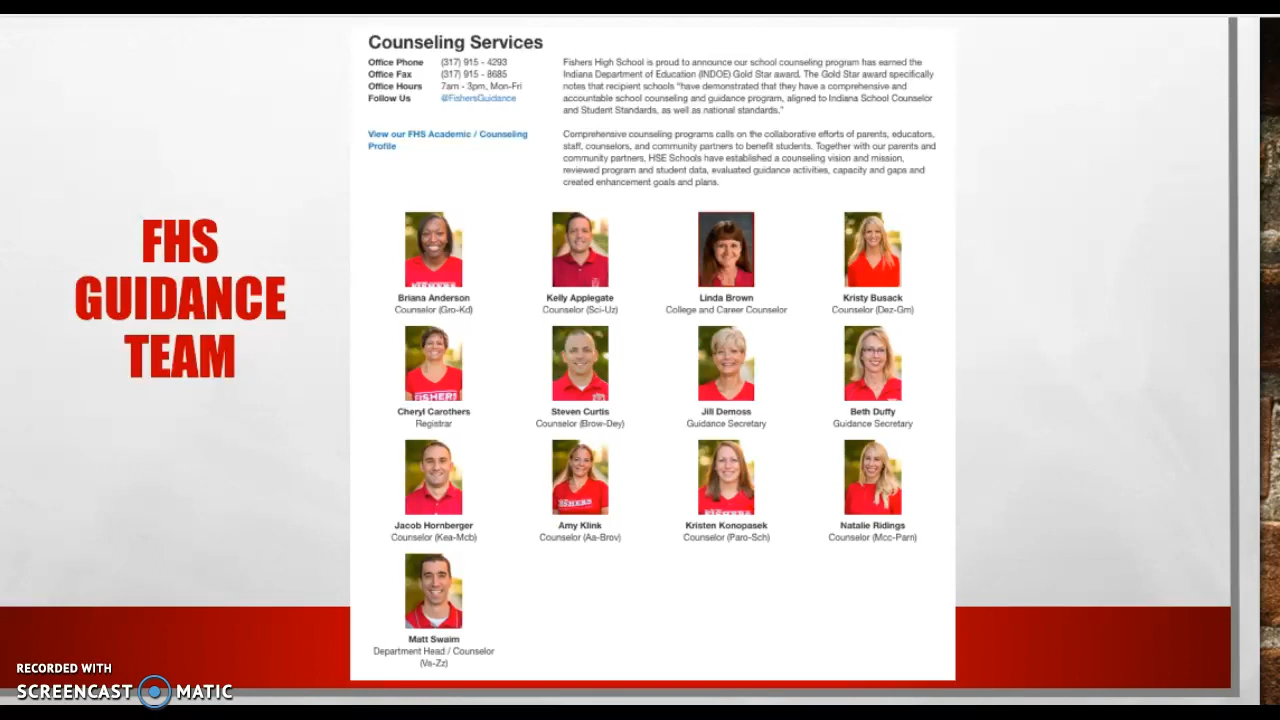 Counseling Services
Office Phone (317) 915 - 4293
Office Fax (317) 915 - 8685
Office Hours 7am - 3pm, Mon-Fri
Follow Us @FishersGuidance
View our FHS Academic / Counseling
Profile
Fishers High School is proud to announce our school counseling program has earned the
Indiana Department of Education (INDOE) Gold Star award. The Gold Star award specifically
notes that recipient schools "have demonstrated that they have a comprehensive and
accountable school counseling and guidance program, aligned to Indiana School Counselor
and Student Standards, as well as national standards."
Comprehensive counseling programs calls on the collaborative efforts of parents, educators,
staff, counselors, and community partners to benefit students. Together with our parents and
community partners, HSE Schools have established a counseling vision and mission,
reviewed program and student data, evaluated guidance activities, capacity and gaps and
created enhancement goals and plans.
FHS
GUIDANCE
TEAM
Briana Anderson
Counselor (Gro-Kd)
Kelly Applegate
Counselor (Sci-Uz)
Linda Brown
College and Career Counselor
Kristy Busack
Counselor (Dez-Gm)
FISHERS
Cheryl Carothers
Registrar
Steven Curtis
Counselor (Brow-Dey)
Jill Demoss
Guidance Secretary
Beth Duffy
Guidance Secretary
Jacob Hornberger
Counselor (Kea-Mcb)
Amy Klink
Counselor (Aa-Brov)
Kristen Konopasek
Counselor (Paro-Sch)
Natalie Ridings
Counselor (Mcc-Parn)
Matt Swaim
Department Head / Counselor
(Va-Zz)
RECORDED WITH
SCREENCAST MATIC